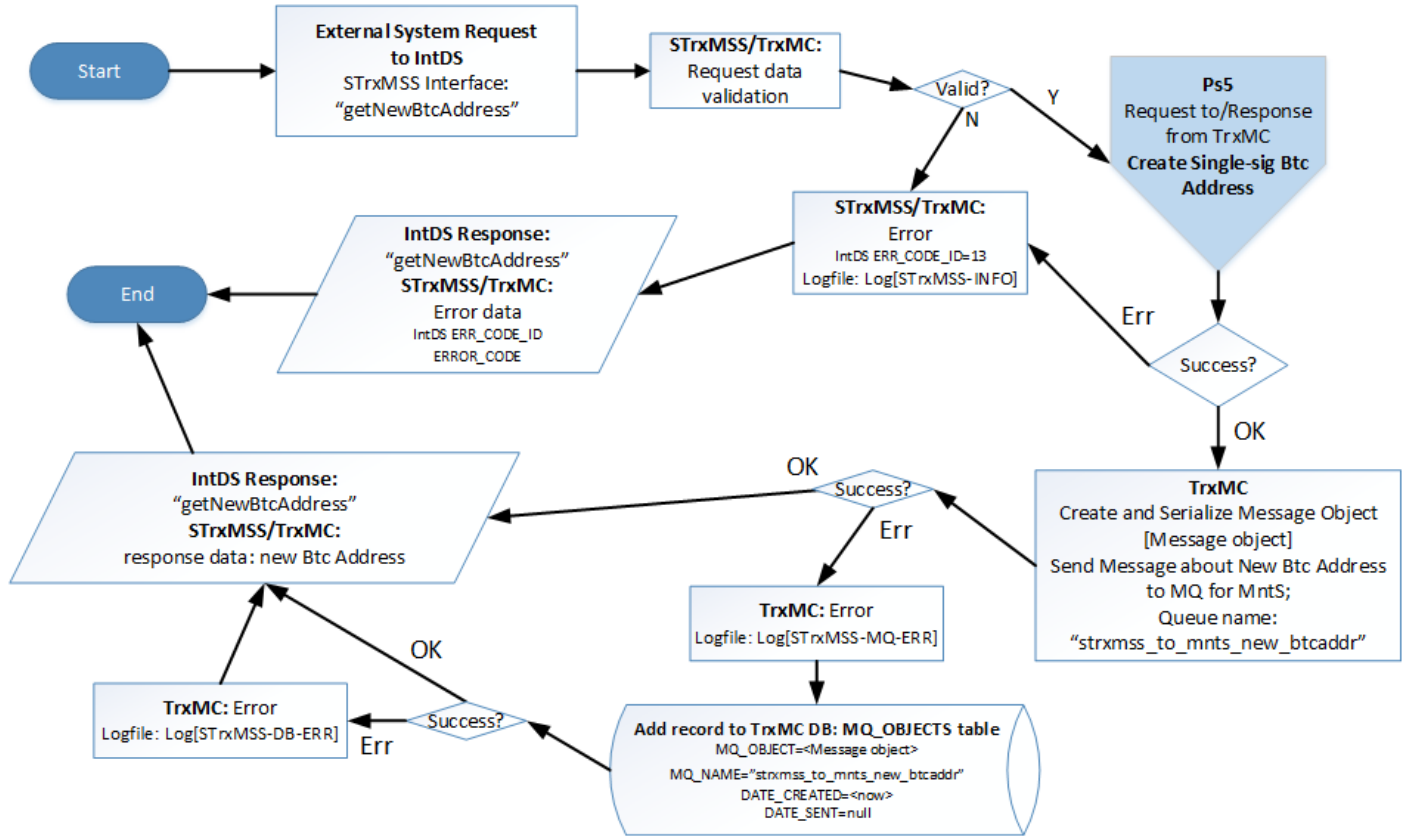 Start
External System Request
to IntDS
STrxMSS Interface:
“getNewBtcAddress”
STrxMSS/TrxMC:
Request data
validation
Valid?
Y
N
Ps5
Request to/Response
from TrxMC
Create Single-sig Btc
Address
STrxMSS/TrxMC:
Error
IntDS ERR_CODE_ID=13
Logfile: Log[STrxMSS-INFO]
IntDS Response:
“getNewBtcAddress”
STrxMSS/TrxMC:
Error data
IntDS ERR_CODE_ID
ERROR_CODE
End
Err
Success?
OK
TrxMC
Create and Serialize Message Object
[Message object]
Send Message about New Btc Address
to MQ for MntS;
Queue name:
“strxmss_to_mnts_new_btcaddr”
OK
Success?
Err
IntDS Response:
“getNewBtcAddress”
STrxMSS/TrxMC:
response data: new Btc Address
TrxMC: Error
Logfile: Log[STrxMSS-MQ-ERR]
Add record to TrxMC DB: MQ_OBJECTS table
MQ_OBJECT=<Message object>
MQ_NAME=”strxmss_to_mnts_new_btcaddr”
DATE_CREATED=<now>
DATE_SENT=null
OK
Success?
Err
TrxMC: Error
Logfile: Log[STrxMSS-DB-ERR]